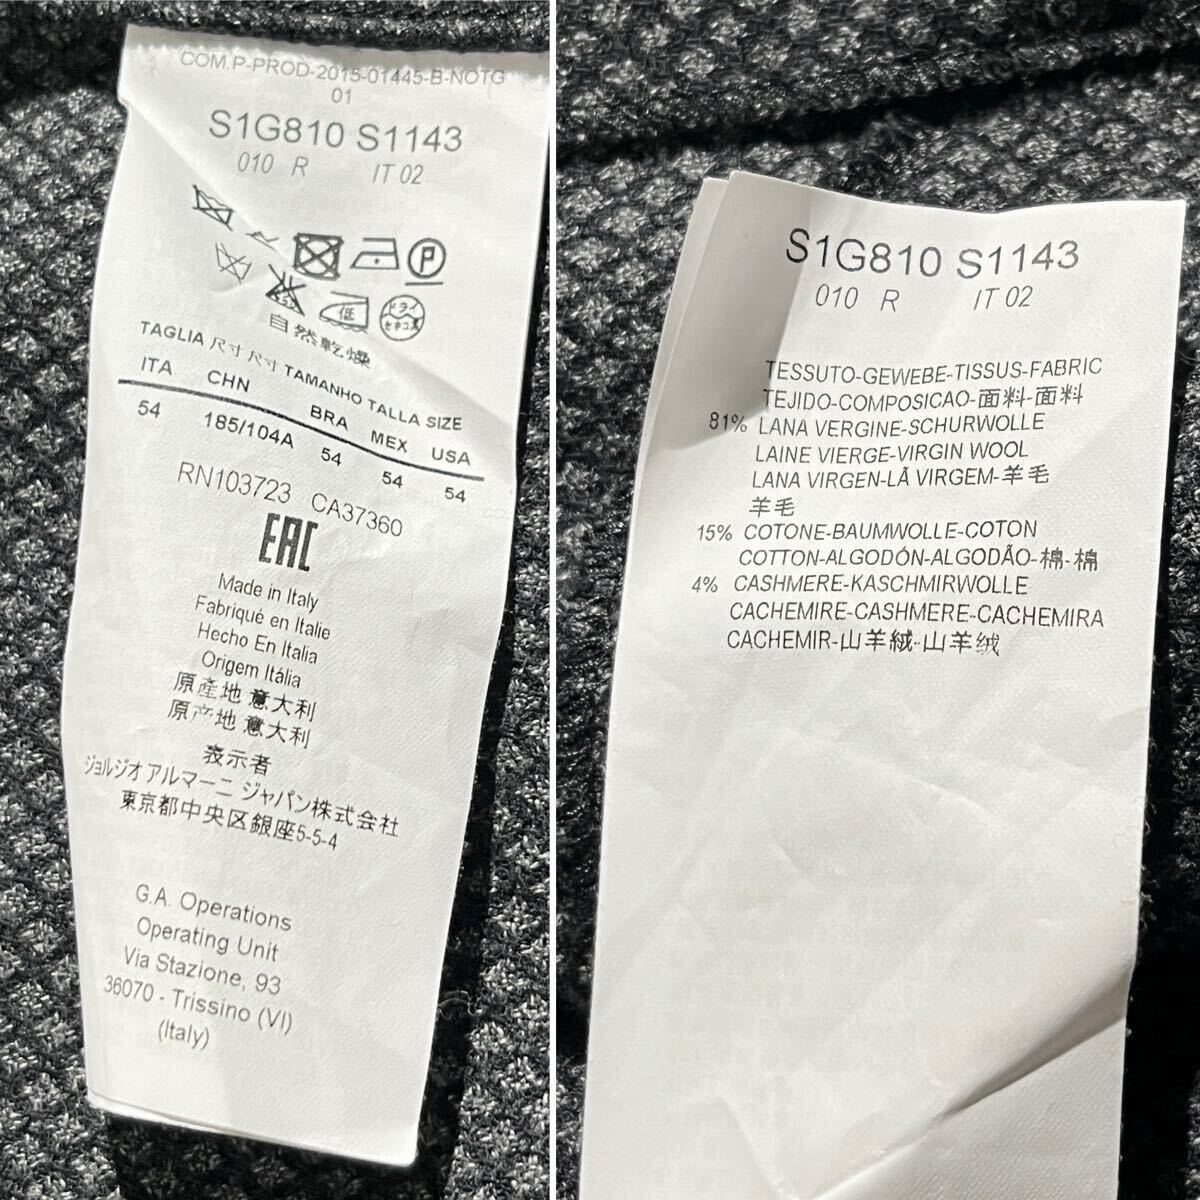 COM.P-PROD-2015-01445-B-NOTG
01
S1G810 S1143
010 R IT 02
P
低
ドライ
セキユ系
自然乾燥
TAGLIA 尺寸 尺寸 TAMANHO TALLA SIZE
ITA CHN BRA MEX USA
54 185/104A 54 54 54
RN103723 CA37360
EAC
Made in Italy
Fabriqué en Italie
Hecho En Italia
Origem Itália
原產地 意大利
原产地 意大利
表示者
ジョルジオ アルマーニ ジャパン株式会社
東京都中央区銀座5-5-4
G.A. Operations
Operating Unit
Via Stazione, 93
36070 - Trissino (VI)
(Italy)
S1G810 S1143
010 R IT 02
TESSUTO-GEWEBE-TISSUS-FABRIC
TEJIDO-COMPOSICAO-面料-面料
81% LANA VERGINE-SCHURWOLLE
LAINE VIERGE-VIRGIN WOOL
LANA VIRGEN-LÃ VIRGEM-羊毛
羊毛
15% COTONE-BAUMWOLLE-COTON
COTTON-ALGODÓN-ALGODÃO-棉-棉
4% CASHMERE-KASCHMIRWOLLE
CACHEMIRE-CASHMERE-CACHEMIRA
CACHEMIR-山羊絨-山羊绒